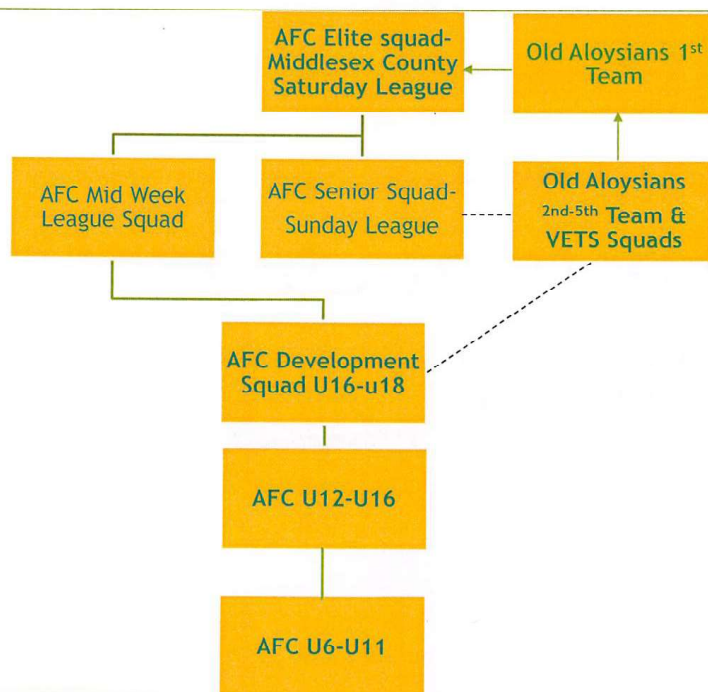 AFC Elite squad-
Middlesex County
Saturday League
Old Aloysians 1st
Team
AFC Mid Week
League Squad
AFC Senior Squad-
Sunday League
Old Aloysians
2nd-5th Team &
VETS Squads
AFC Development
Squad U16-u18
AFC U12-U16
AFC U6-U11